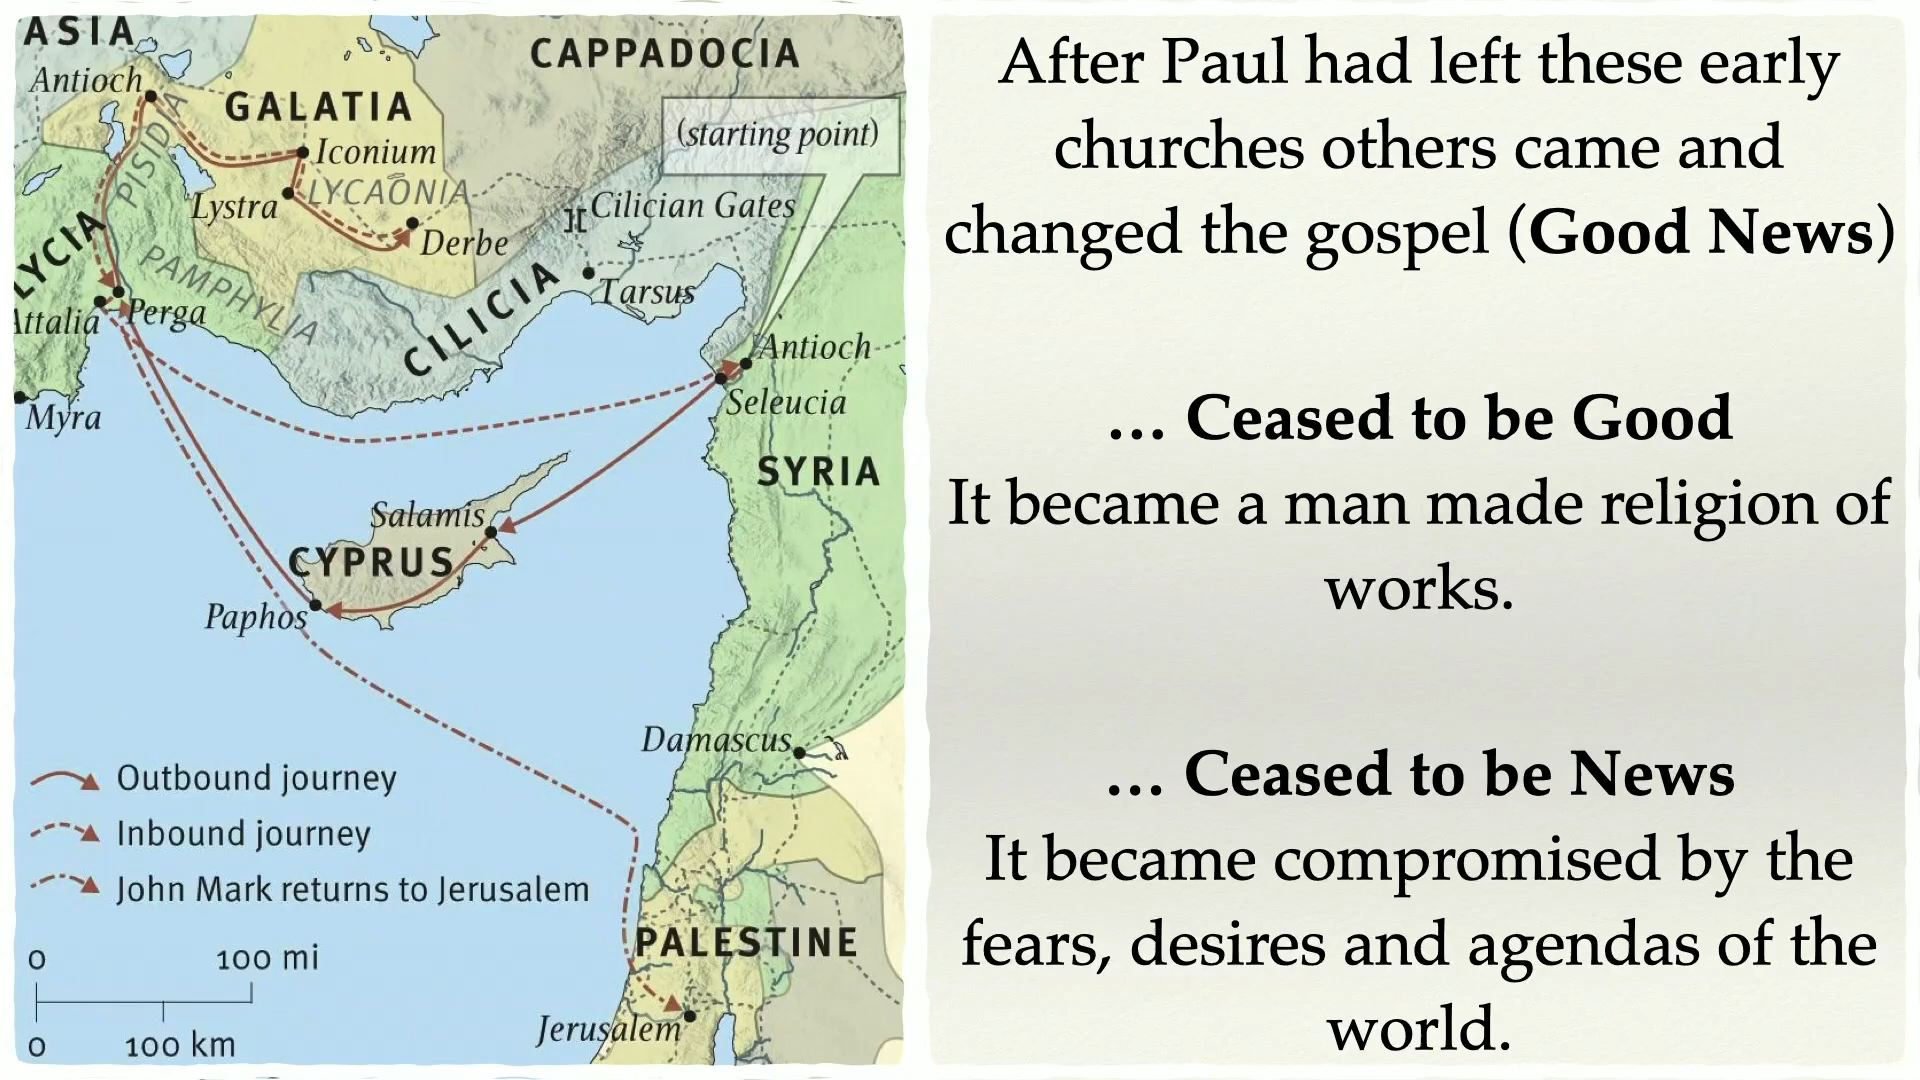 ASIA
CAPPADOCIA
Antioch
GALATIA
(starting point)
PISIDIA
Iconium
LYCAONIA
Lystra
Cilician Gates
Derbe
LYCIA
PAMPHYLIA
CILICIA
Tarsus
Attalia
Perga
Antioch
Myra
Seleucia
SYRIA
Salamis
CYPRUS
Paphos
Damascus
Outbound journey
Inbound journey
John Mark returns to Jerusalem
PALESTINE
0 100 mi
Jerusalem
0 100 km
After Paul had left these early
churches others came and
changed the gospel (Good News)
… Ceased to be Good
It became a man made religion of
works.
… Ceased to be News
It became compromised by the
fears, desires and agendas of the
world.